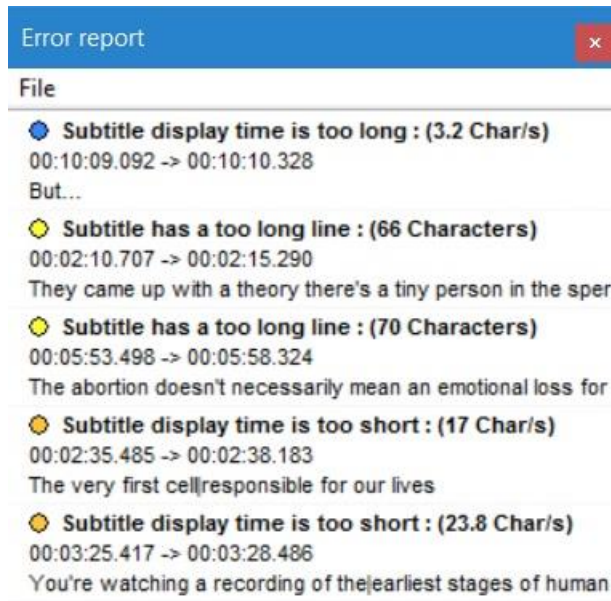 Error report
×
File
Subtitle display time is too long : (3.2 Char/s)
00:10:09.092 -> 00:10:10.328
But...
Subtitle has a too long line : (66 Characters)
00:02:10.707 -> 00:02:15.290
They came up with a theory there's a tiny person in the sper
Subtitle has a too long line : (70 Characters)
00:05:53.498 -> 00:05:58.324
The abortion doesn't necessarily mean an emotional loss for
Subtitle display time is too short : (17 Char/s)
00:02:35.485 -> 00:02:38.183
The very first cell|responsible for our lives
Subtitle display time is too short : (23.8 Char/s)
00:03:25.417 -> 00:03:28.486
You're watching a recording of the|earliest stages of human